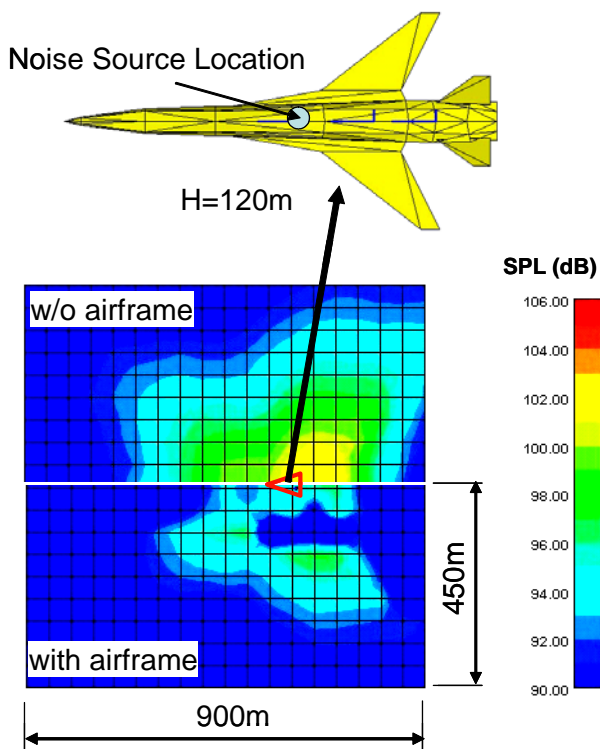 Noise Source Location
H=120m
SPL (dB)
w/o airframe
106.00
104.00
102.00
100.00
98.00
96.00
94.00
92.00
90.00
450m
with airframe
900m